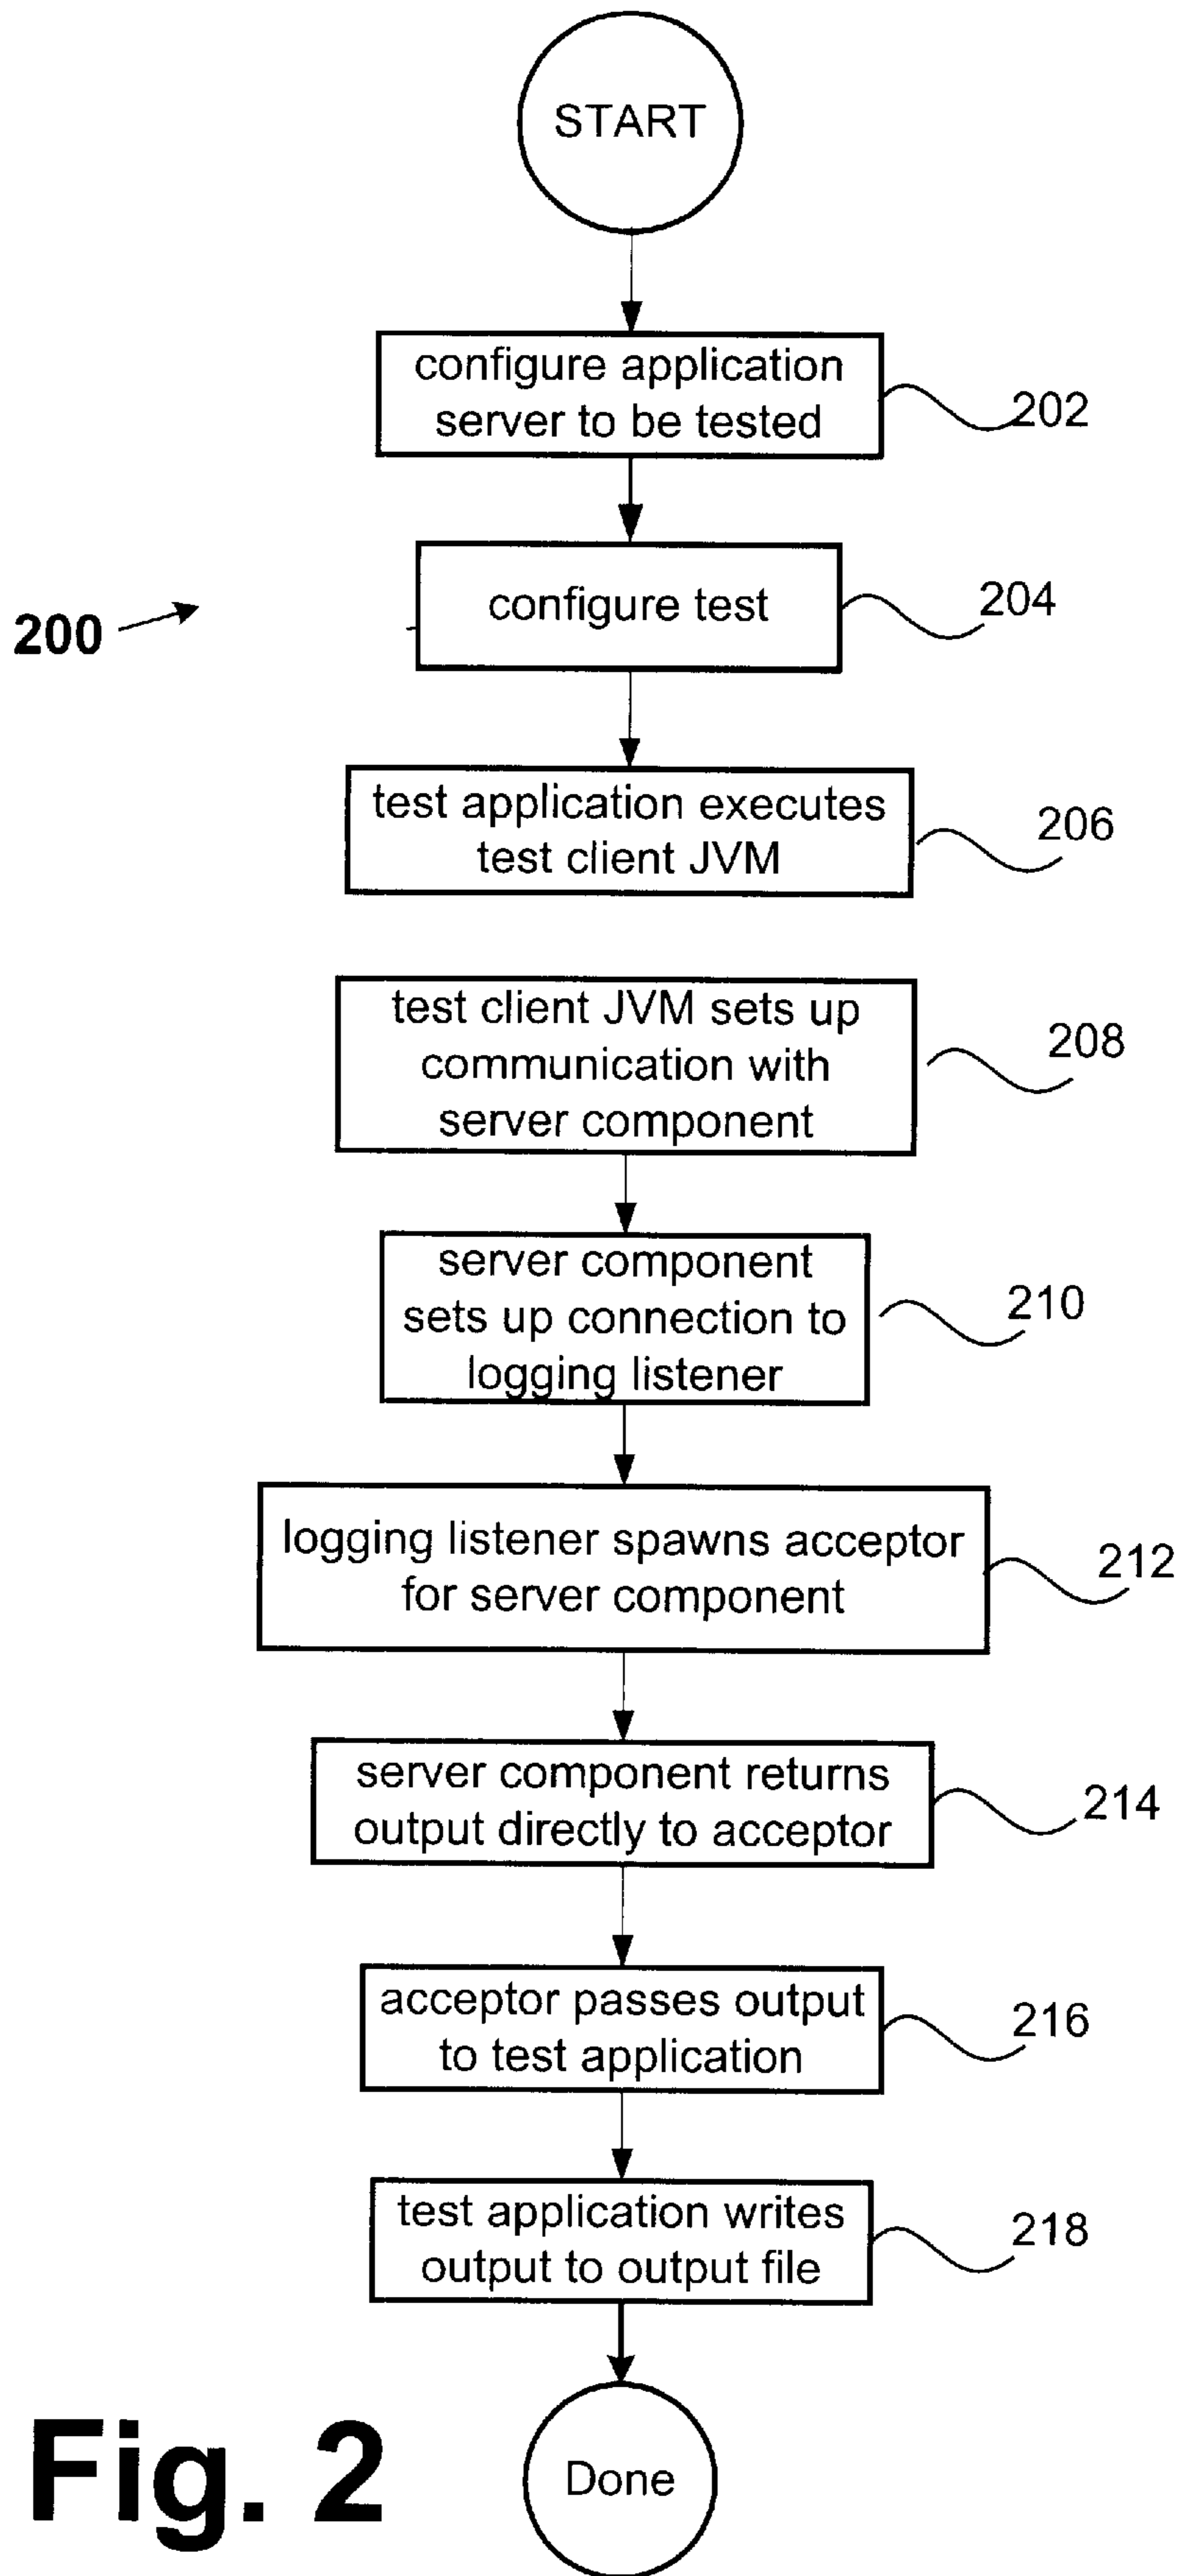 START
configure application
server to be tested
202
configure test
204
200
test application executes
test client JVM
206
test client JVM sets up
communication with
server component
208
server component
sets up connection to
logging listener
210
logging listener spawns acceptor
for server component
212
server component returns
output directly to acceptor
214
acceptor passes output
to test application
216
test application writes
output to output file
218
Done
Fig. 2